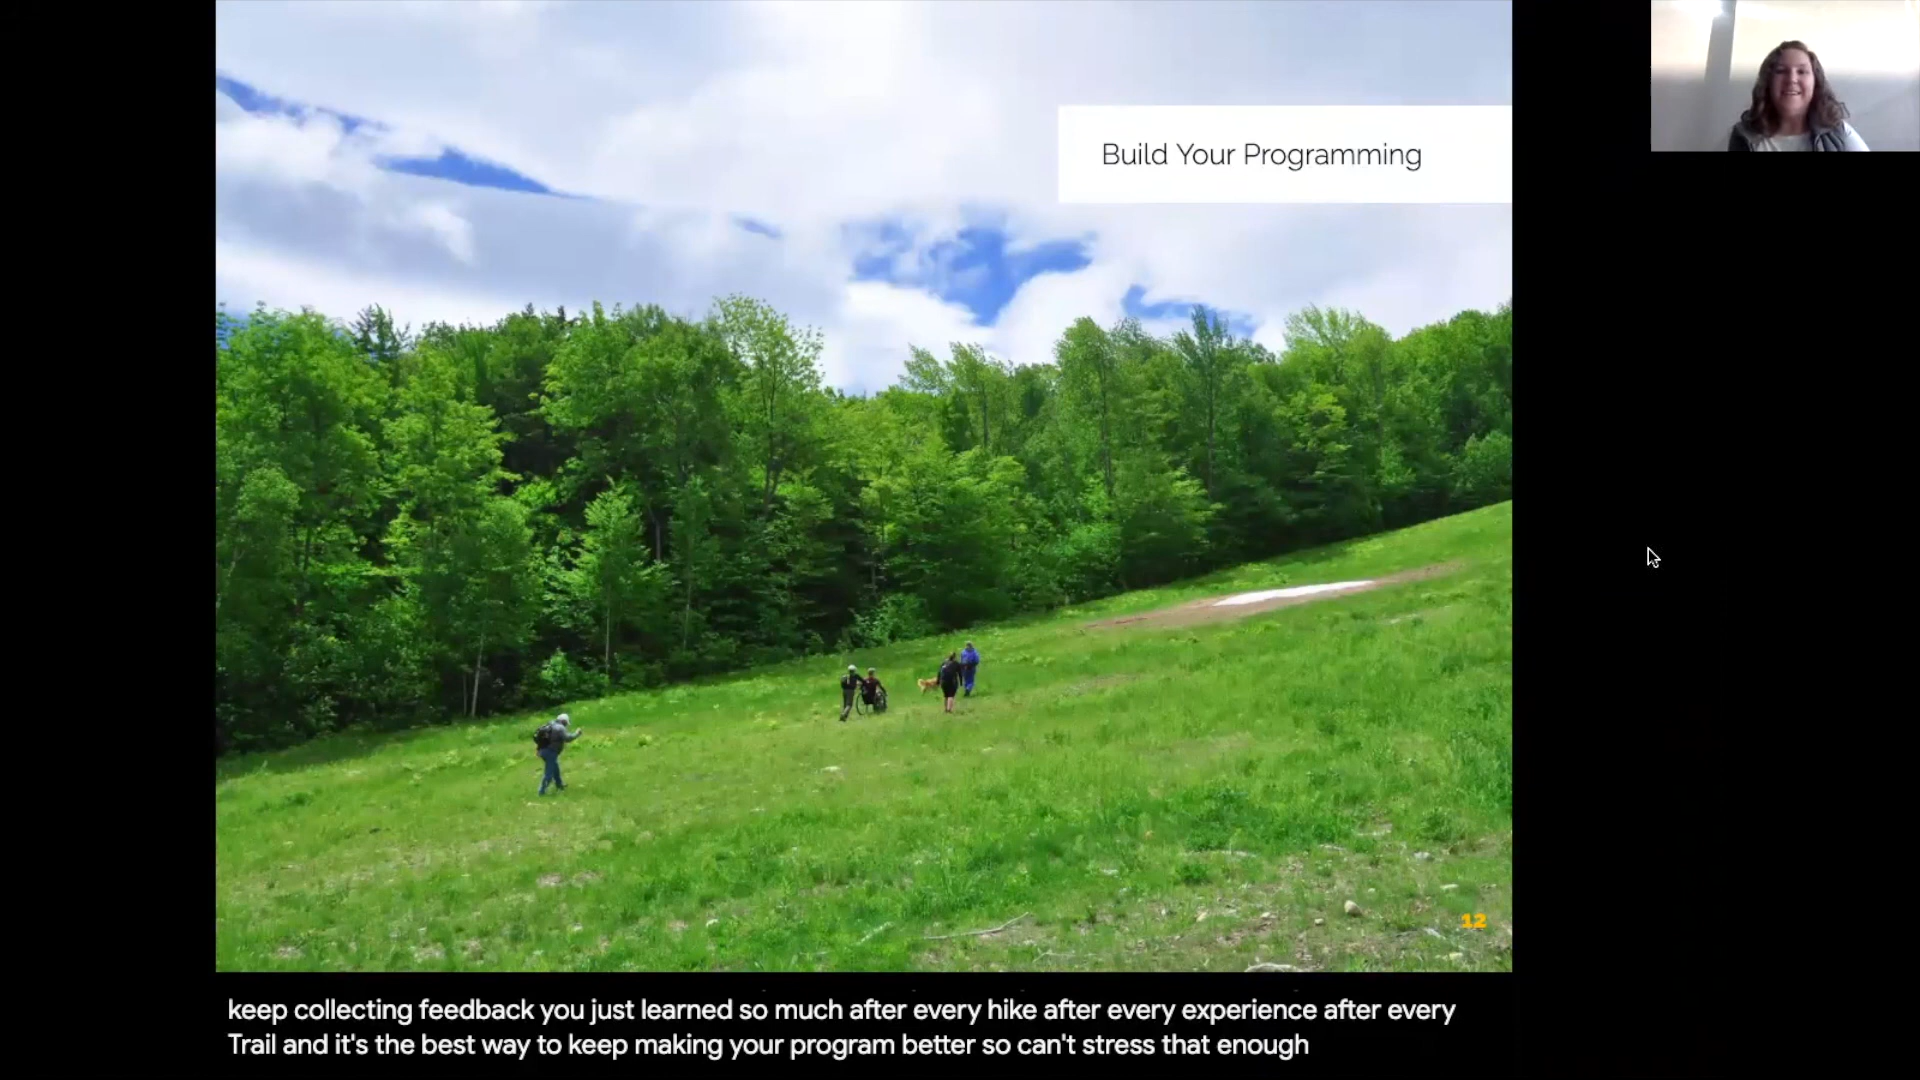 Build Your Programming
12
keep collecting feedback you just learned so much after every hike after every experience after every
Trail and it's the best way to keep making your program better so can't stress that enough